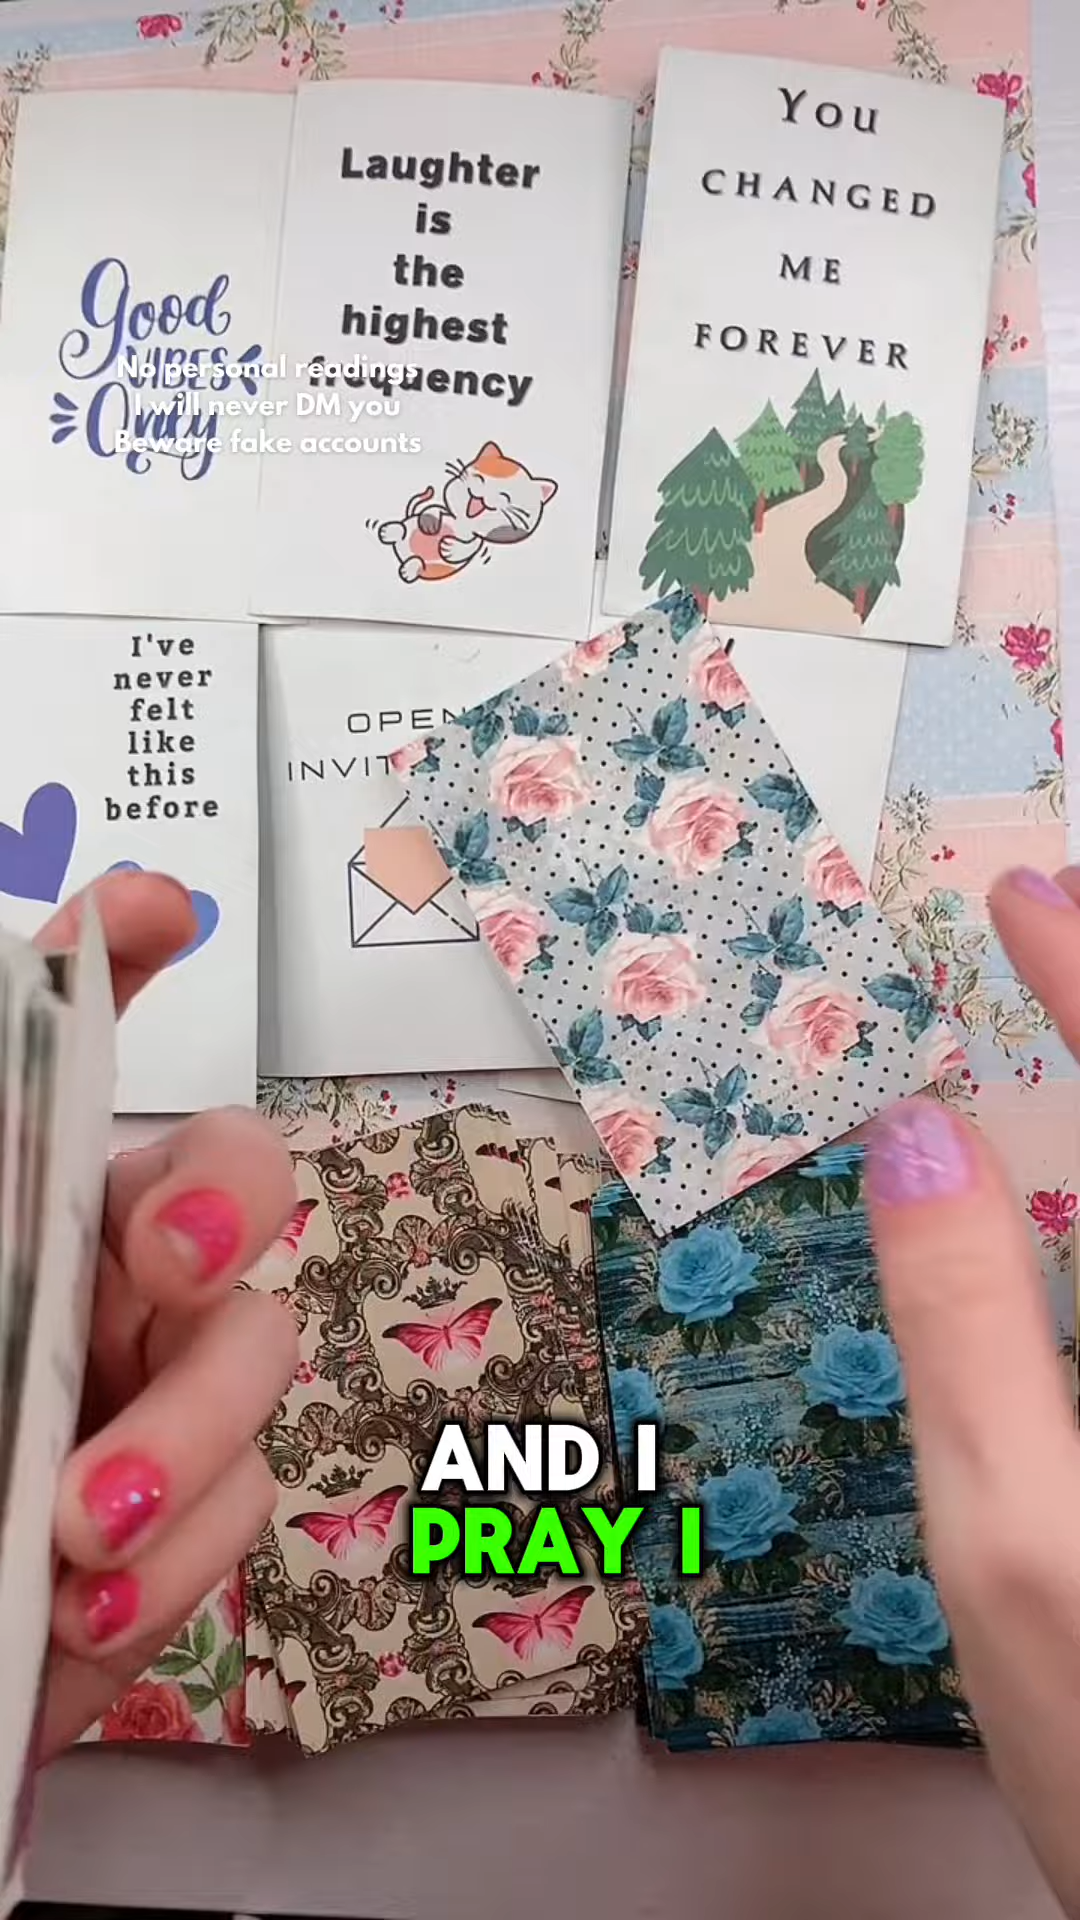 Good
VIBES
Only
Laughter
is
the
highest
frequency
You
CHANGED
ME
FOREVER
No personal readings
I will never DM you
Beware fake accounts
I've
never
felt
like
this
before
OPEN
AND I
PRAY I